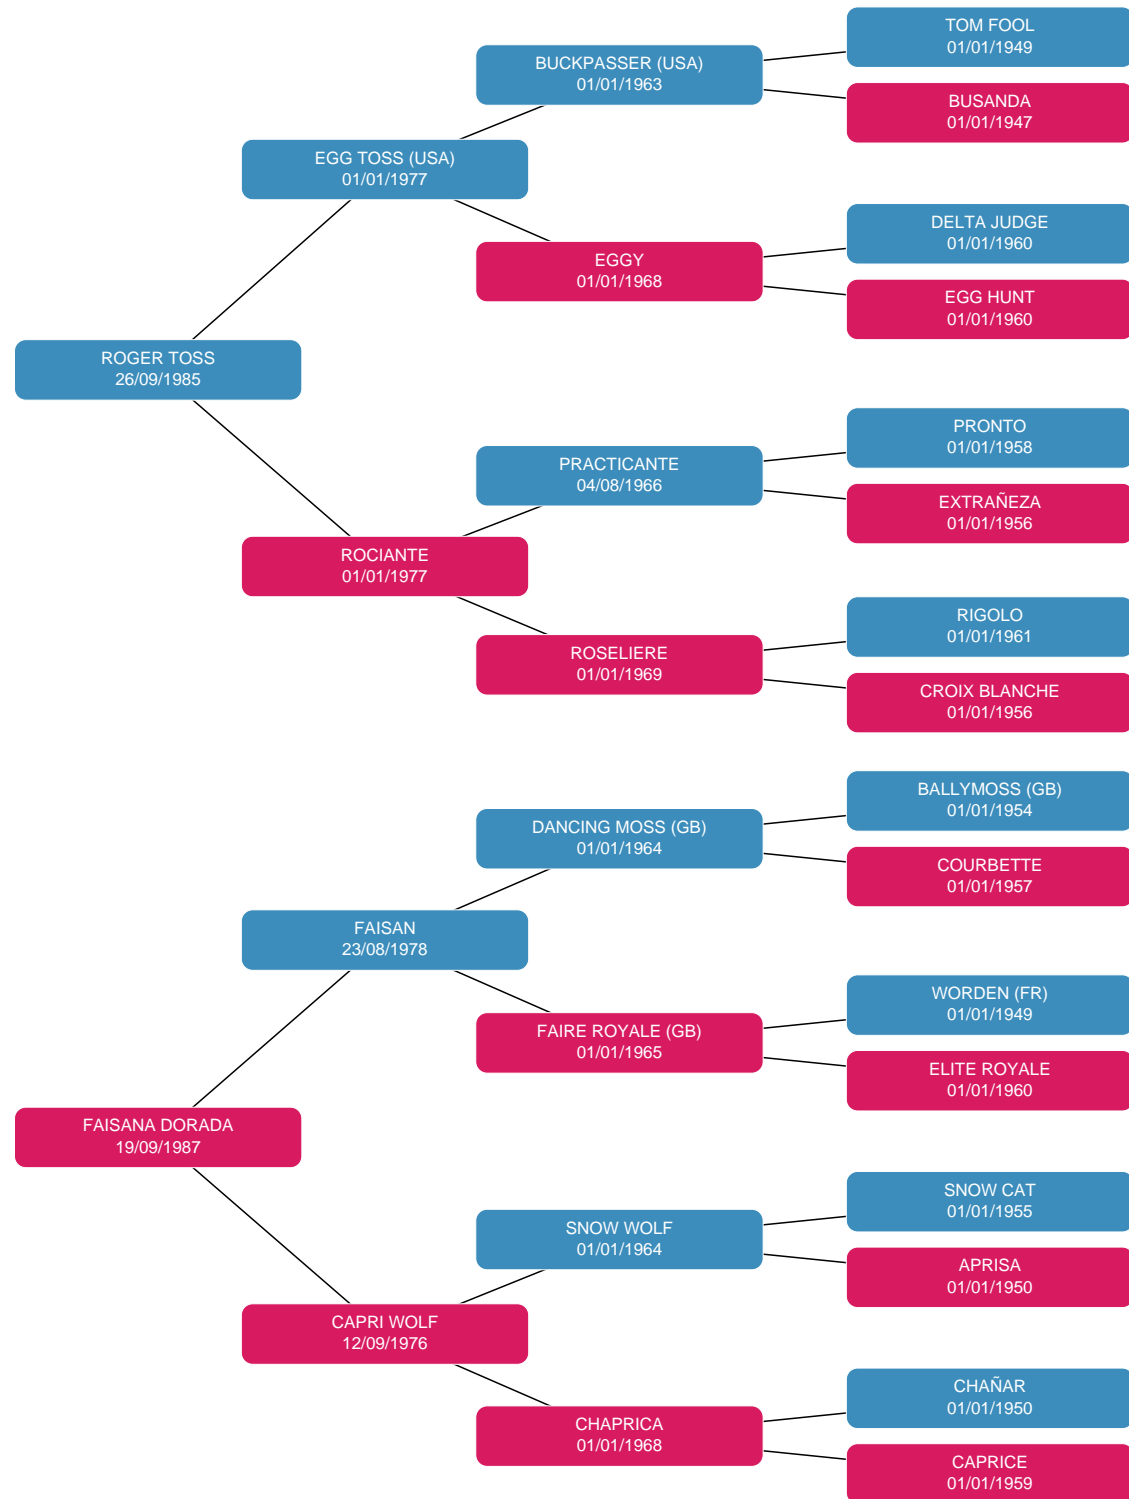 TOM FOOL
01/01/1949
BUCKPASSER (USA)
01/01/1963
BUSANDA
01/01/1947
EGG TOSS (USA)
01/01/1977
DELTA JUDGE
01/01/1960
EGGY
01/01/1968
EGG HUNT
01/01/1960
ROGER TOSS
26/09/1985
PRONTO
01/01/1958
PRACTICANTE
04/08/1966
EXTRAÑEZA
01/01/1956
ROCIANTE
01/01/1977
RIGOLO
01/01/1961
ROSELIERE
01/01/1969
CROIX BLANCHE
01/01/1956
BALLYMOSS (GB)
01/01/1954
DANCING MOSS (GB)
01/01/1964
COURBETTE
01/01/1957
FAISAN
23/08/1978
WORDEN (FR)
01/01/1949
FAIRE ROYALE (GB)
01/01/1965
ELITE ROYALE
01/01/1960
FAISANA DORADA
19/09/1987
SNOW CAT
01/01/1955
SNOW WOLF
01/01/1964
APRISA
01/01/1950
CAPRI WOLF
12/09/1976
CHAÑAR
01/01/1950
CHAPRICA
01/01/1968
CAPRICE
01/01/1959